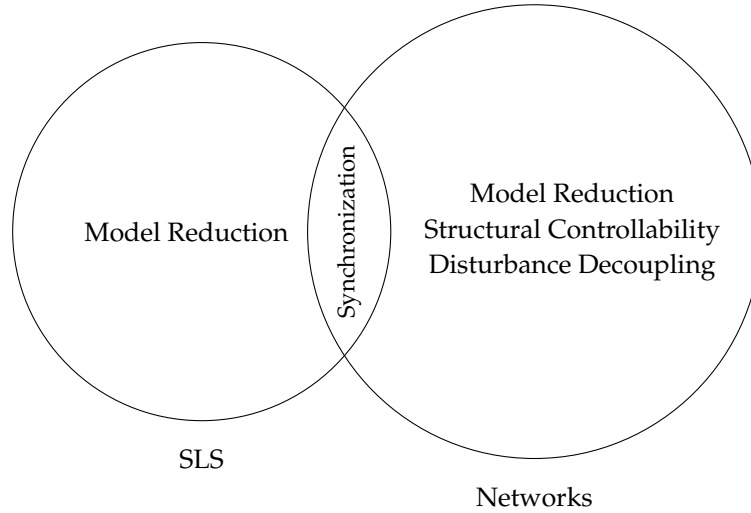 Model Reduction
Synchronization
Model Reduction
Structural Controllability
Disturbance Decoupling
SLS
Networks